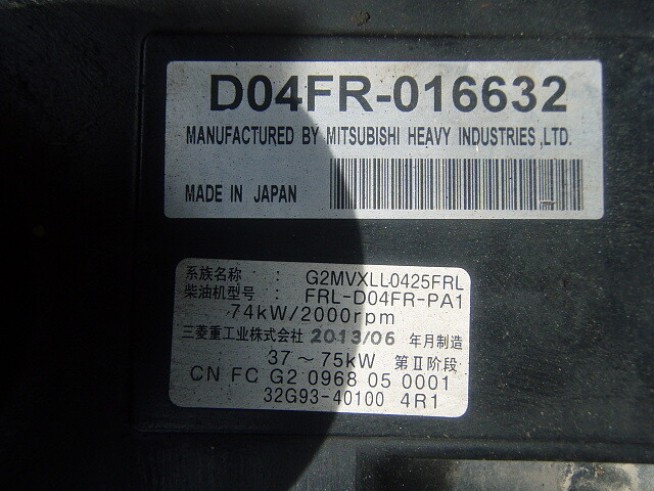 D04FR-016632
MANUFACTURED BY MITSUBISHI HEAVY INDUSTRIES,LTD.
MADE IN JAPAN
系族名称 : G2MVXLL0425FRL
柴油机型号 : FRL-D04FR-PA1
74kW/2000rpm
三菱重工业株式会社 2013/06 年月制造
37～75kW 第Ⅱ阶段
CN FC G2 0968 05 0001
32G93-40100 4R1